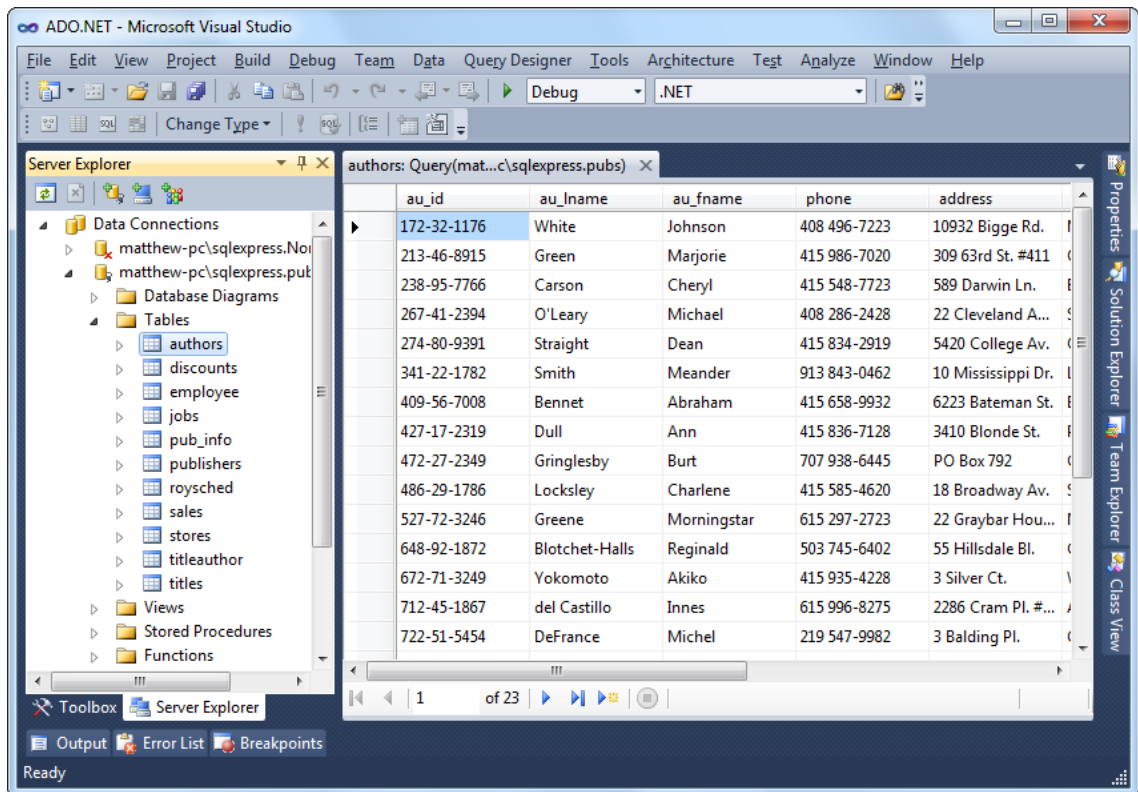 ADO.NET - Microsoft Visual Studio
File Edit View Project Build Debug Team Data Query Designer Tools Architecture Test Analyze Window Help
Debug .NET
SQL Change Type SQL
Server Explorer
Data Connections
matthew-pc\sqlexpress.Nor
matthew-pc\sqlexpress.pub
Database Diagrams
Tables
authors
discounts
employee
jobs
pub_info
publishers
roysched
sales
stores
titleauthor
titles
Views
Stored Procedures
Functions
Toolbox Server Explorer
authors: Query(mat...c\sqlexpress.pubs)
au_id au_lname au_fname phone address
172-32-1176 White Johnson 408 496-7223 10932 Bigge Rd.
213-46-8915 Green Marjorie 415 986-7020 309 63rd St. #411
238-95-7766 Carson Cheryl 415 548-7723 589 Darwin Ln.
267-41-2394 O'Leary Michael 408 286-2428 22 Cleveland A...
274-80-9391 Straight Dean 415 834-2919 5420 College Av.
341-22-1782 Smith Meander 913 843-0462 10 Mississippi Dr.
409-56-7008 Bennet Abraham 415 658-9932 6223 Bateman St.
427-17-2319 Dull Ann 415 836-7128 3410 Blonde St.
472-27-2349 Gringlesby Burt 707 938-6445 PO Box 792
486-29-1786 Locksley Charlene 415 585-4620 18 Broadway Av.
527-72-3246 Greene Morningstar 615 297-2723 22 Graybar Hou...
648-92-1872 Blotchet-Halls Reginald 503 745-6402 55 Hillsdale Bl.
672-71-3249 Yokomoto Akiko 415 935-4228 3 Silver Ct.
712-45-1867 del Castillo Innes 615 996-8275 2286 Cram Pl. #...
722-51-5454 DeFrance Michel 219 547-9982 3 Balding Pl.
1 of 23
Properties
Solution Explorer
Team Explorer
Class View
Output Error List Breakpoints
Ready